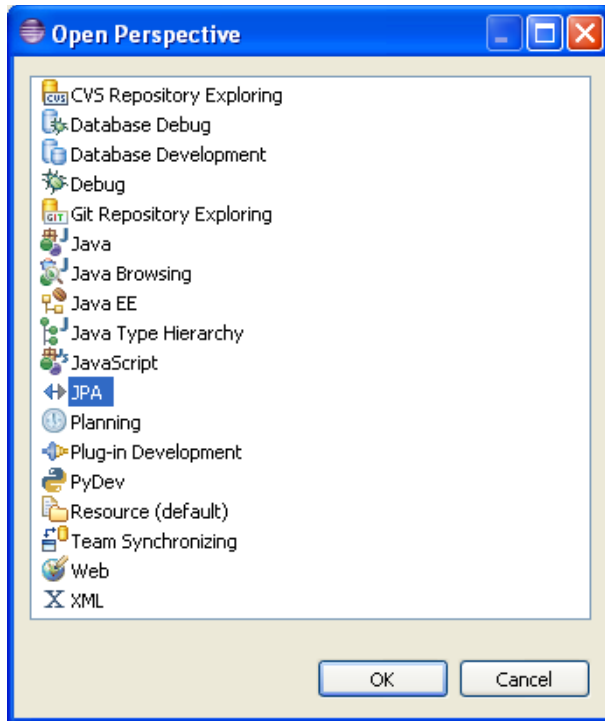 Open Perspective
CVS Repository Exploring
Database Debug
Database Development
Debug
Git Repository Exploring
Java
Java Browsing
Java EE
Java Type Hierarchy
JavaScript
JPA
Planning
Plug-in Development
PyDev
Resource (default)
Team Synchronizing
Web
XML
OK Cancel